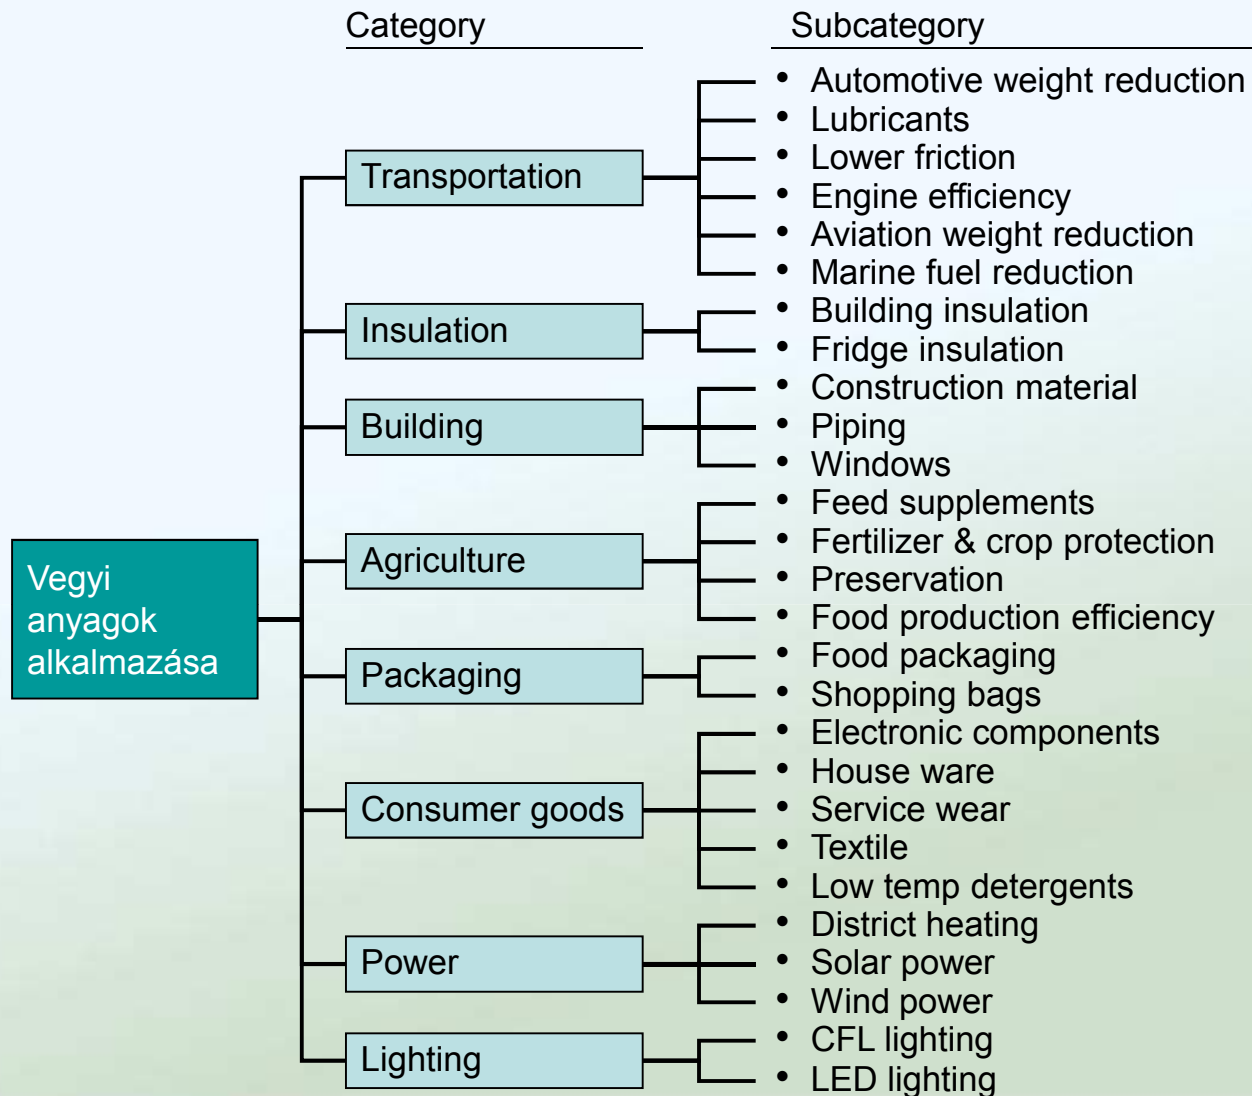 Category
Subcategory
Vegyi
anyagok
alkalmazása
Transportation
• Automotive weight reduction
• Lubricants
• Lower friction
• Engine efficiency
• Aviation weight reduction
• Marine fuel reduction
Insulation
• Building insulation
• Fridge insulation
Building
• Construction material
• Piping
• Windows
Agriculture
• Feed supplements
• Fertilizer & crop protection
• Preservation
• Food production efficiency
Packaging
• Food packaging
• Shopping bags
Consumer goods
• Electronic components
• House ware
• Service wear
• Textile
• Low temp detergents
Power
• District heating
• Solar power
• Wind power
Lighting
• CFL lighting
• LED lighting